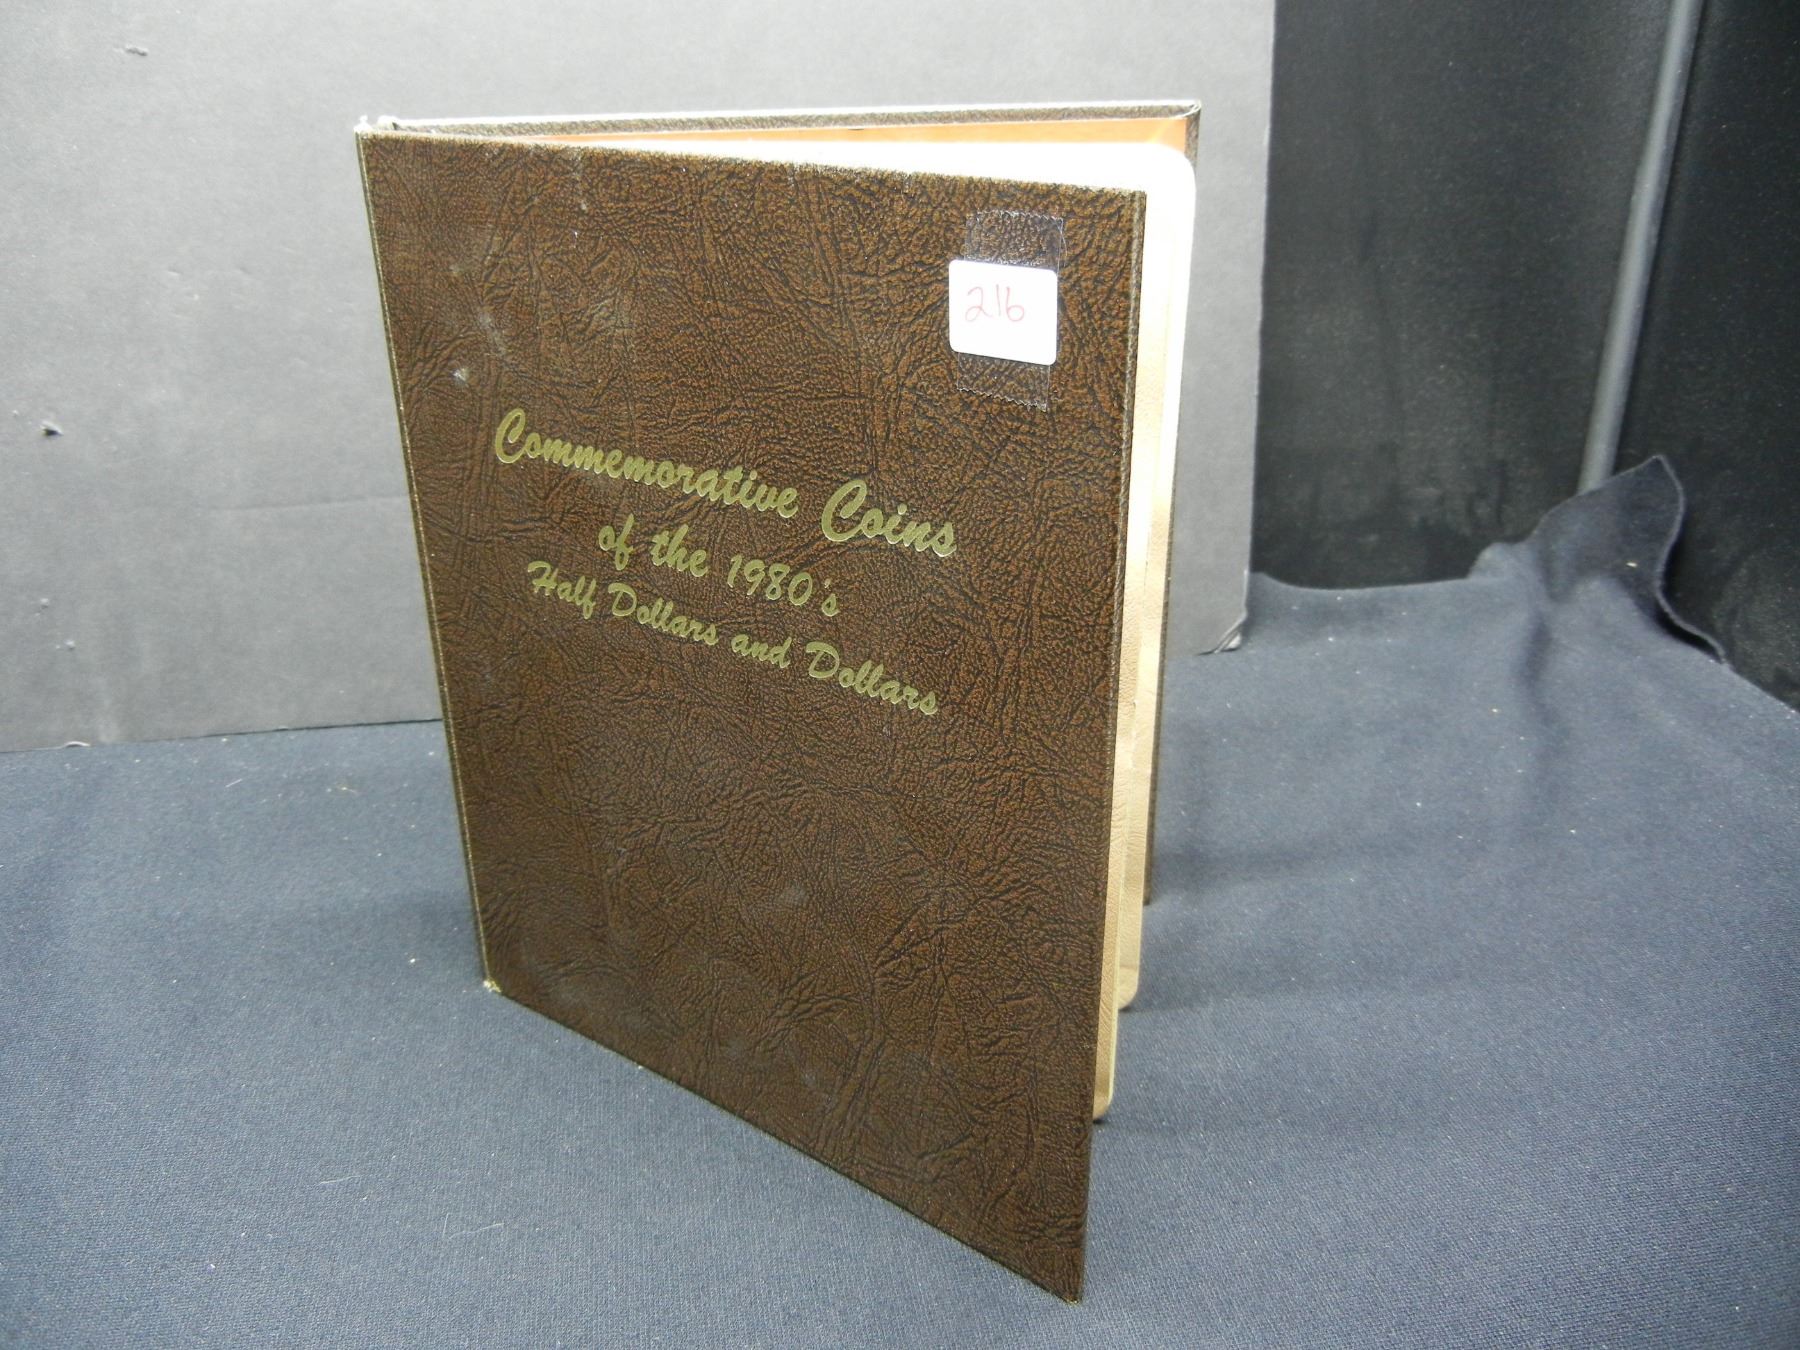 216
Commemorative Coins
of the 1980's
Half Dollars and Dollars